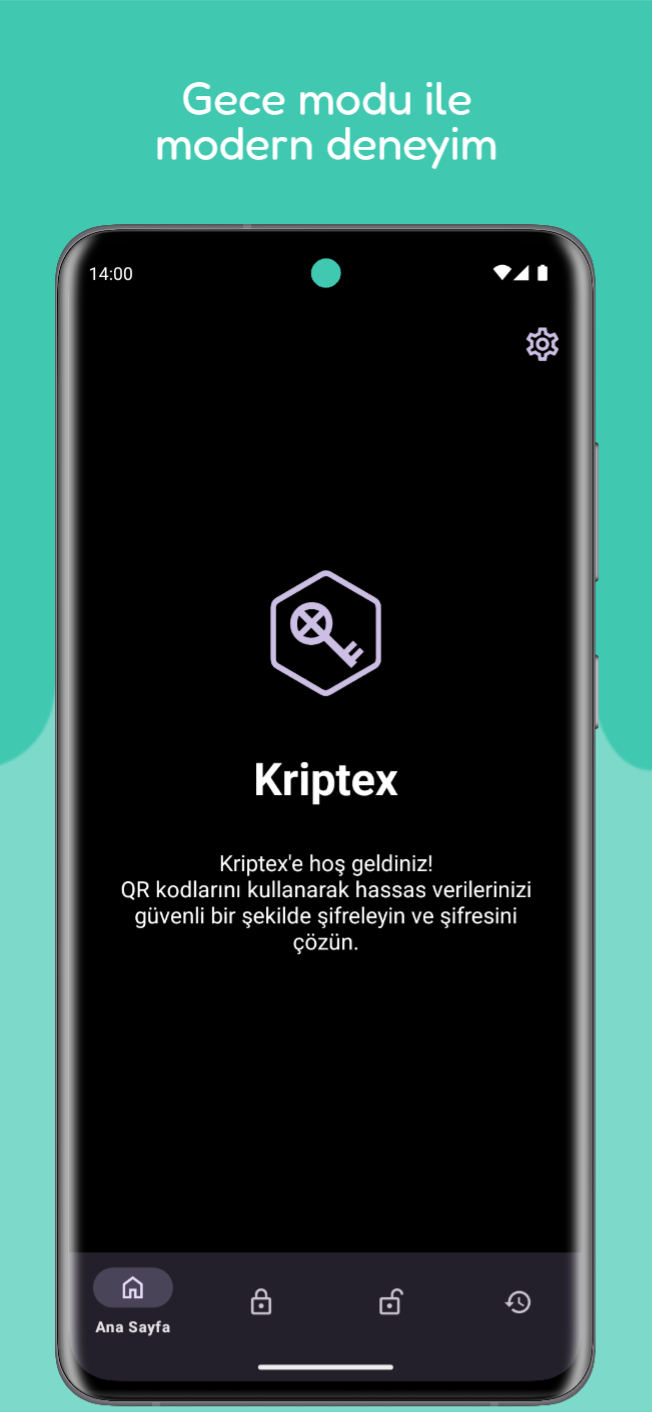 Gece modu ile
modern deneyim
14:00
Kriptex
Kriptex'e hoş geldiniz!
QR kodlarını kullanarak hassas verilerinizi
güvenli bir şekilde şifreleyin ve şifresini
çözün.
Ana Sayfa